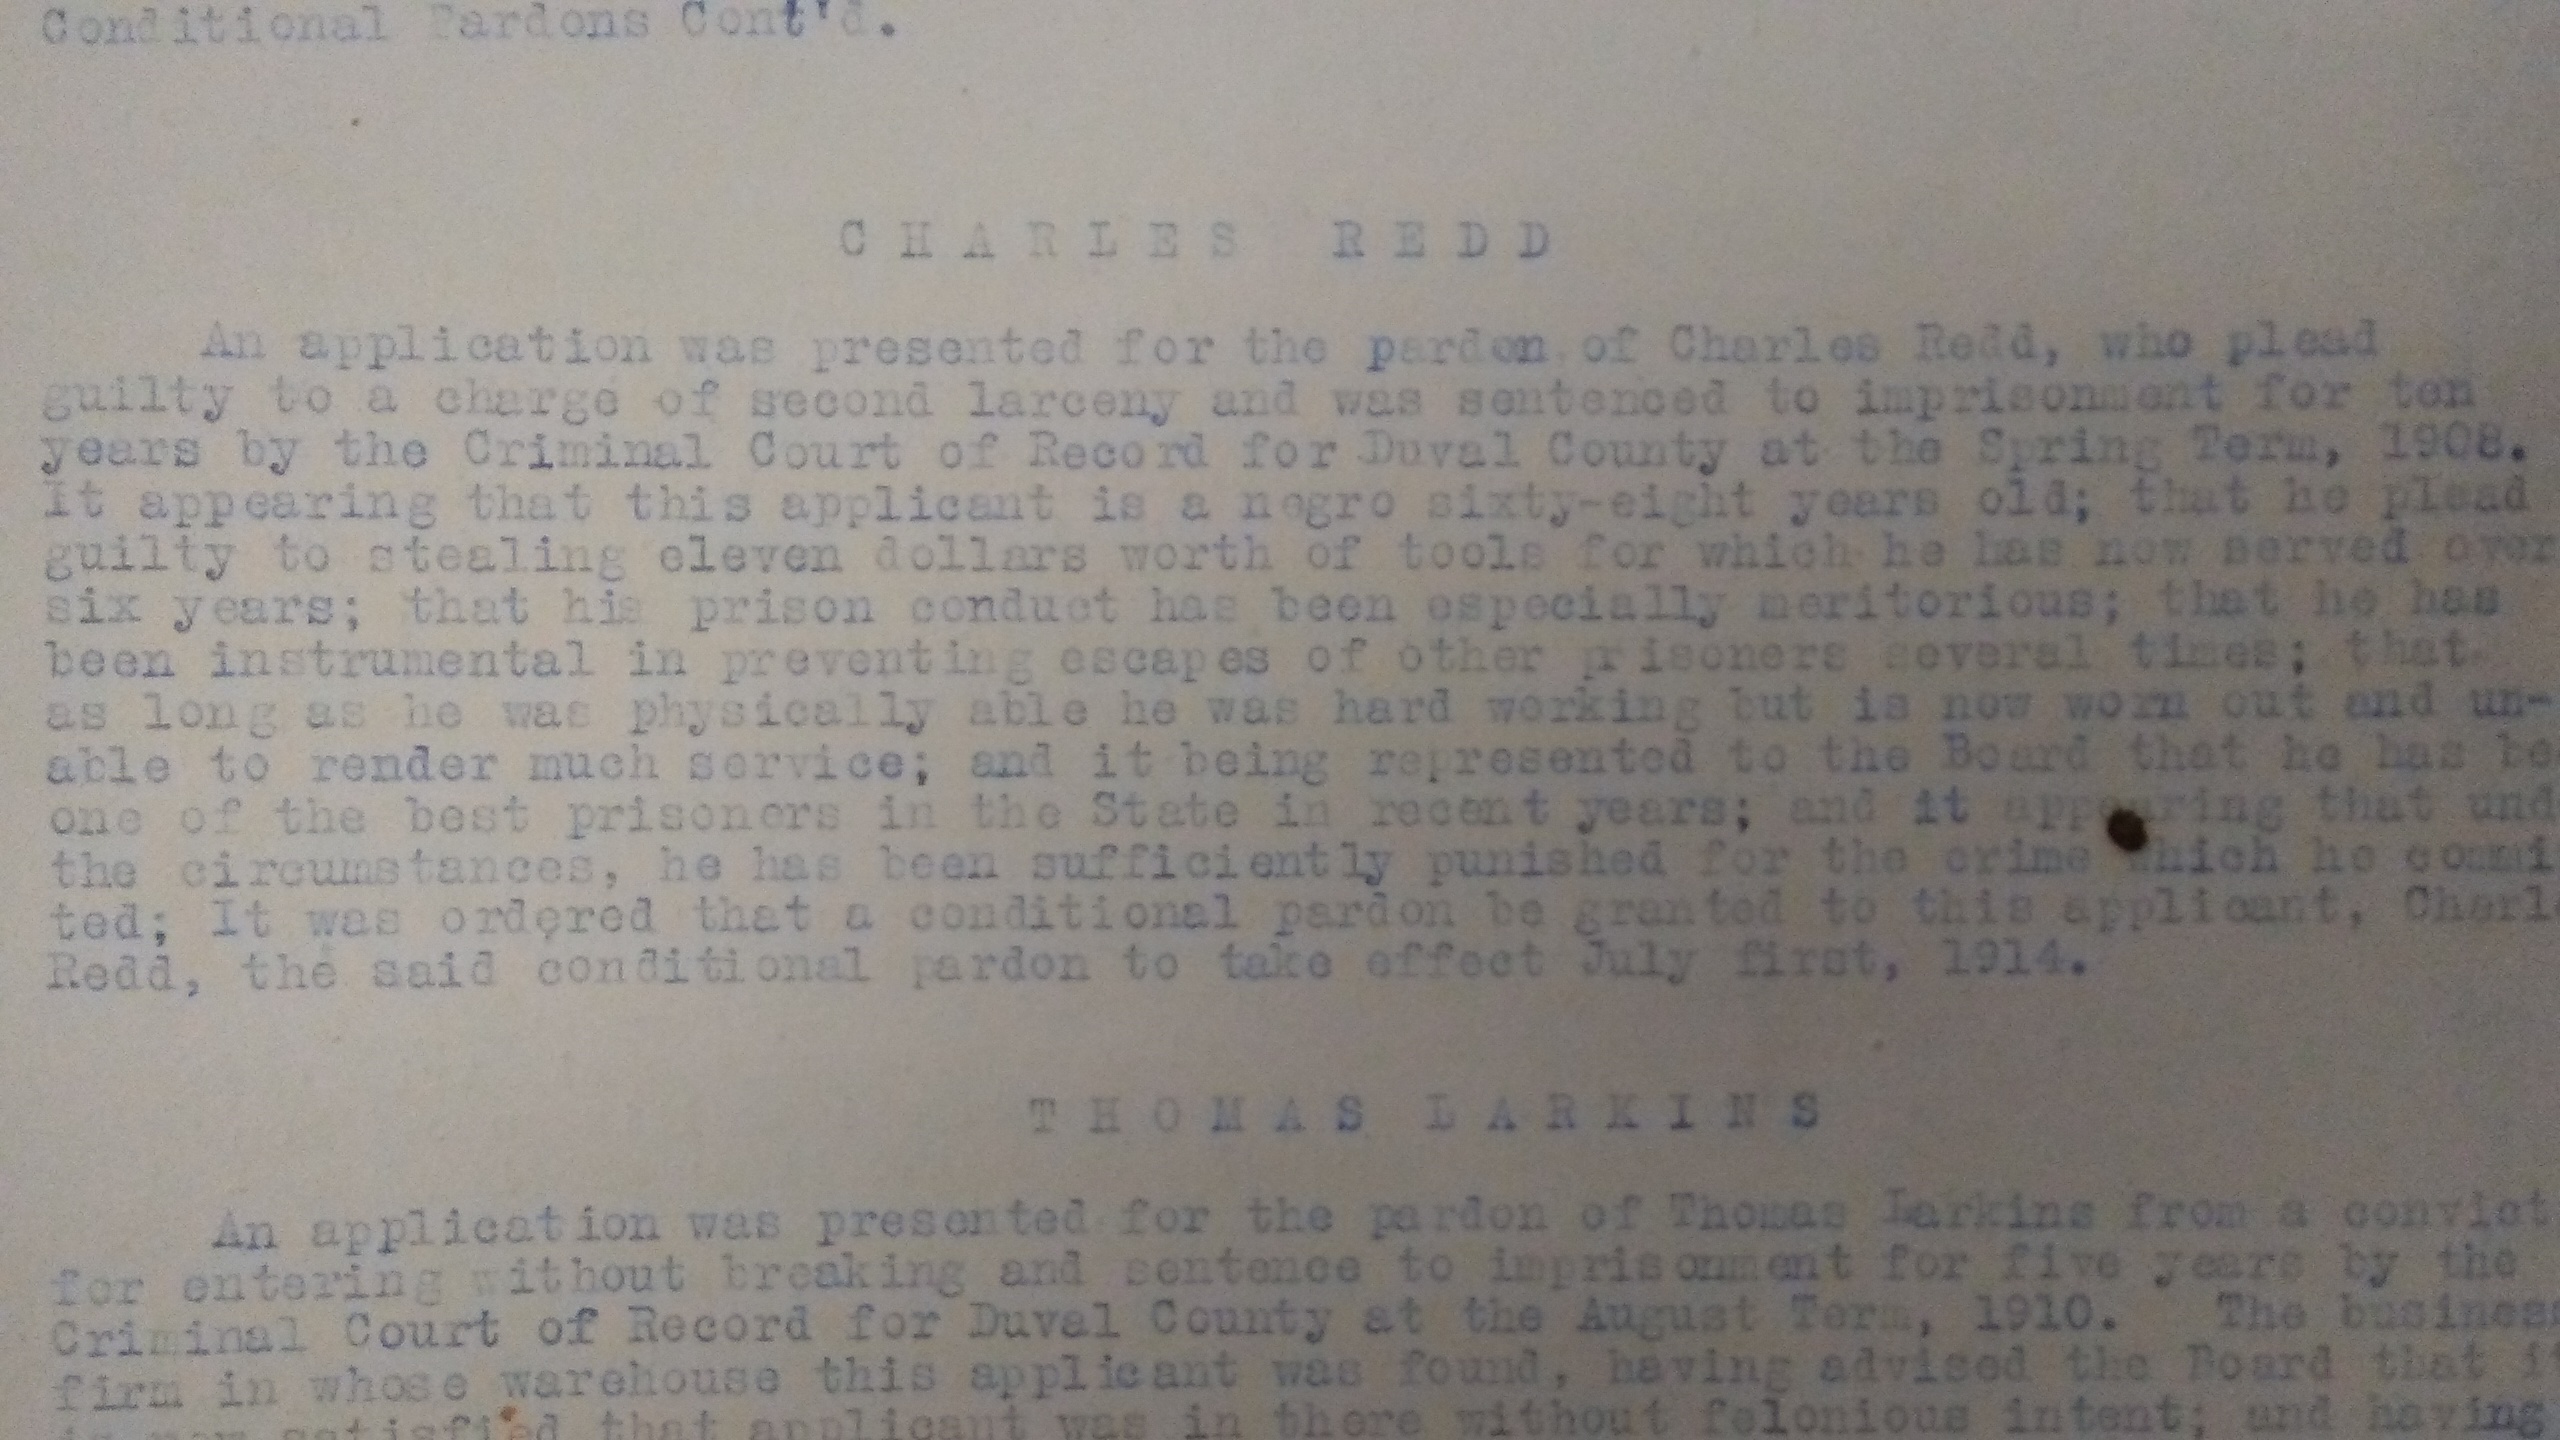 Conditional Pardons Cont'd.
CHARLES REDD
An application was presented for the pardon of Charles Redd, who plead
guilty to a charge of second larceny and was sentenced to imprisonment for ten
years by the Criminal Court of Record for Duval County at the Spring Term, 1908.
It appearing that this applicant is a negro sixty-eight years old; that he plead
guilty to stealing eleven dollars worth of tools for which he has now served over
six years; that his prison conduct has been especially meritorious; that he has
been instrumental in preventing escapes of other prisoners several times; that
as long as he was physically able he was hard working but is now worn out and un-
able to render much service; and it being represented to the Board that he has be
one of the best prisoners in the State in recent years; and it appearing that und
the circumstances, he has been sufficiently punished for the crime which he commi
ted; It was ordered that a conditional pardon be granted to this applicant, Charl
Redd, the said conditional pardon to take effect July first, 1914.
THOMAS LARKINS
An application was presented for the pardon of Thomas Larkins from a convict
for entering without breaking and sentence to imprisonment for five years by the
Criminal Court of Record for Duval County at the August Term, 1910. The business
firm in whose warehouse this applicant was found, having advised the Board that it
is now satisfied that applicant was in there without felonious intent; and having